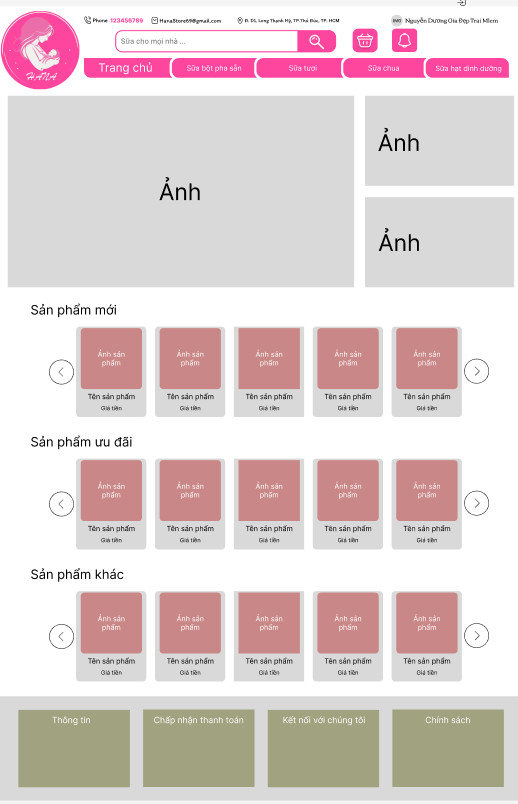 Phone 123456788 HanaStore69@gmail.com Đ. D1, Long Thạnh Mỹ, TP.Thủ Đức, TP. HCM Nguyễn Dương Gia Đẹp Trai Mlem
Sữa cho mọi nhà ...
HANA
Trang chủ Sữa bột pha sẵn Sữa tươi Sữa chua Sữa hạt dinh dưỡng
Ảnh
Ảnh
Ảnh
Sản phẩm mới
Ảnh sản phẩm Ảnh sản phẩm Ảnh sản phẩm Ảnh sản phẩm Ảnh sản phẩm
Tên sản phẩm Tên sản phẩm Tên sản phẩm Tên sản phẩm Tên sản phẩm
Giá tiền Giá tiền Giá tiền Giá tiền Giá tiền
Sản phẩm ưu đãi
Ảnh sản phẩm Ảnh sản phẩm Ảnh sản phẩm Ảnh sản phẩm Ảnh sản phẩm
Tên sản phẩm Tên sản phẩm Tên sản phẩm Tên sản phẩm Tên sản phẩm
Giá tiền Giá tiền Giá tiền Giá tiền Giá tiền
Sản phẩm khác
Ảnh sản phẩm Ảnh sản phẩm Ảnh sản phẩm Ảnh sản phẩm Ảnh sản phẩm
Tên sản phẩm Tên sản phẩm Tên sản phẩm Tên sản phẩm Tên sản phẩm
Giá tiền Giá tiền Giá tiền Giá tiền Giá tiền
Thông tin Chấp nhận thanh toán Kết nối với chúng tôi Chính sách